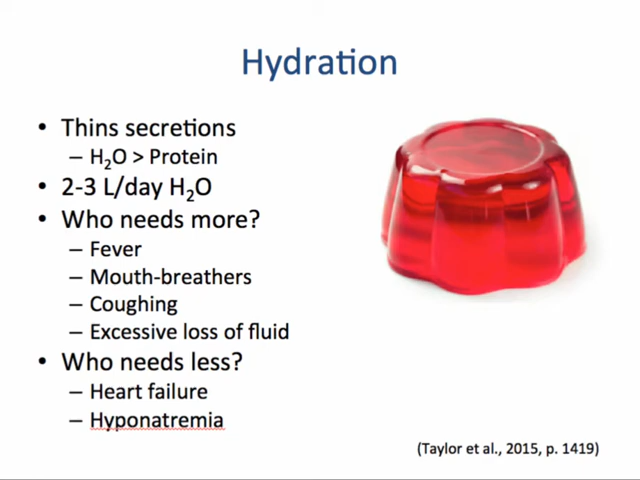 Hydration
• Thins secretions
– H₂O > Protein
• 2-3 L/day H₂O
• Who needs more?
– Fever
– Mouth-breathers
– Coughing
– Excessive loss of fluid
• Who needs less?
– Heart failure
– Hyponatremia
(Taylor et al., 2015, p. 1419)